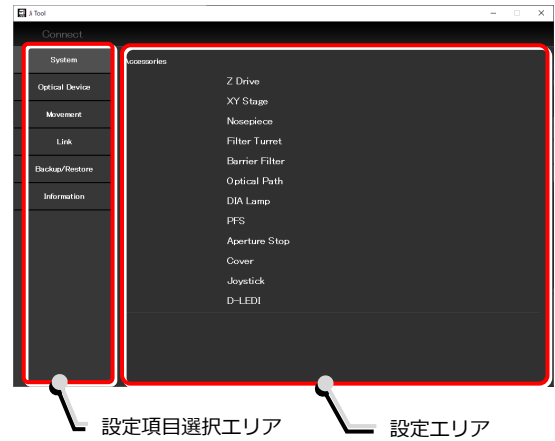 Ji Tool
Connect
System
Optical Device
Movement
Link
Backup/Restore
Information
Accessories
Z Drive
XY Stage
Nosepiece
Filter Turret
Barrier Filter
Optical Path
DIA Lamp
PFS
Aperture Stop
Cover
Joystick
D-LEDI
設定項目選択エリア
設定エリア